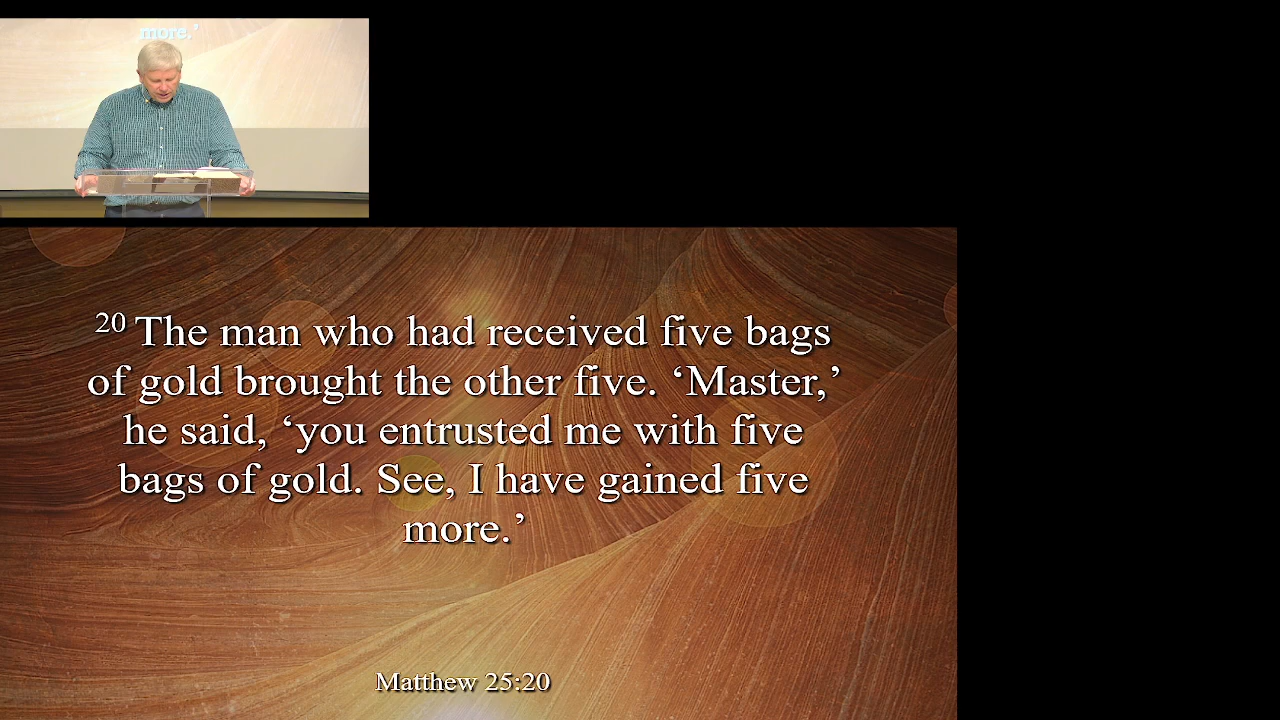 more.’
20 The man who had received five bags
of gold brought the other five. ‘Master,’
he said, ‘you entrusted me with five
bags of gold. See, I have gained five
more.’
Matthew 25:20